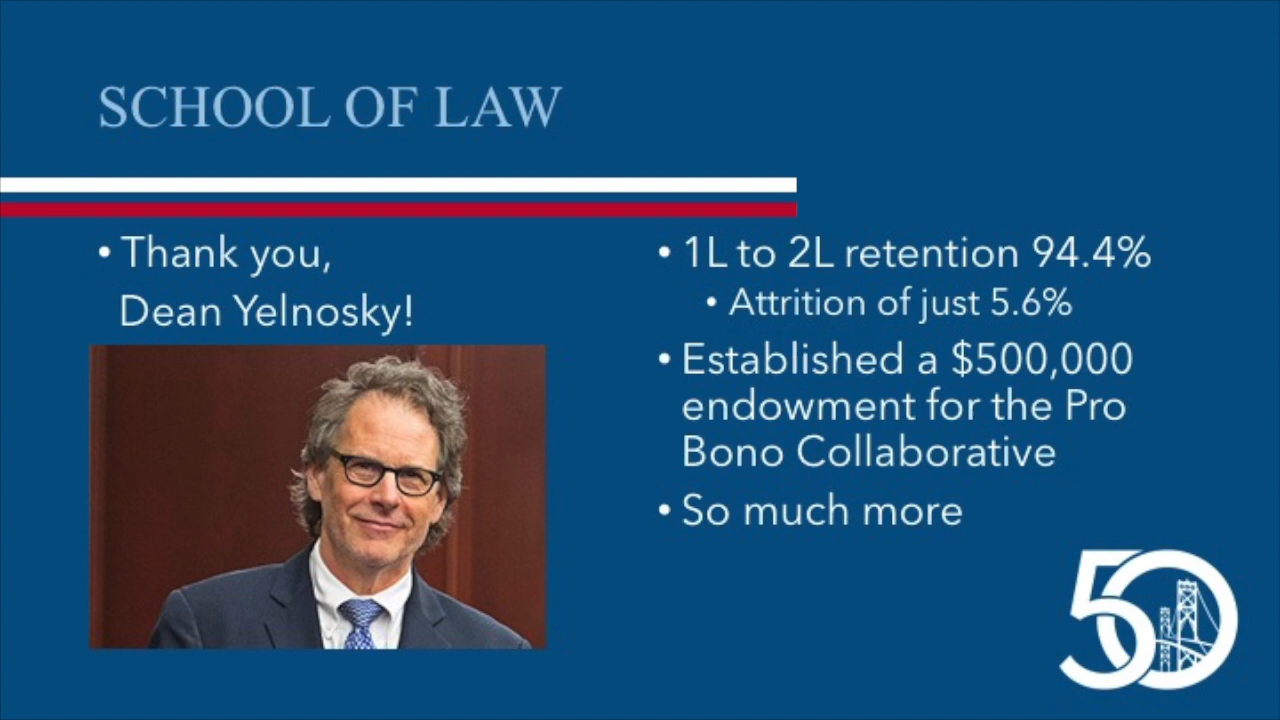 SCHOOL OF LAW
• Thank you,
Dean Yelnosky!
• 1L to 2L retention 94.4%
• Attrition of just 5.6%
• Established a $500,000
endowment for the Pro
Bono Collaborative
• So much more
50